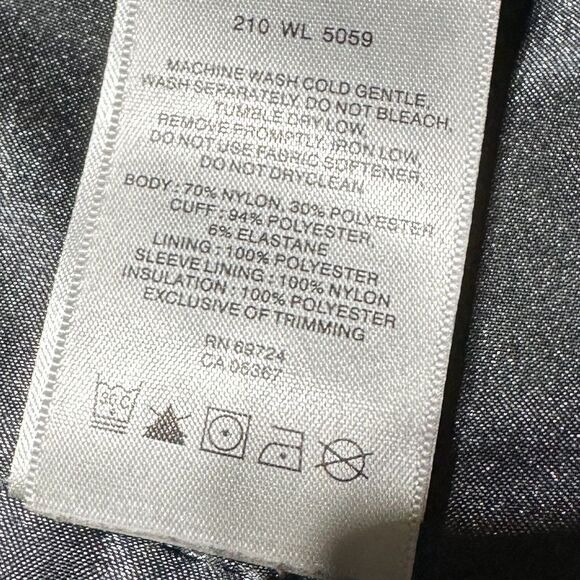 210 WL 5059
MACHINE WASH COLD GENTLE,
WASH SEPARATELY, DO NOT BLEACH,
TUMBLE DRY LOW,
REMOVE PROMPTLY, IRON LOW,
DO NOT USE FABRIC SOFTENER,
DO NOT DRYCLEAN
BODY : 70% NYLON, 30% POLYESTER
CUFF : 94% POLYESTER,
6% ELASTANE
LINING : 100% POLYESTER
SLEEVE LINING : 100% NYLON
INSULATION : 100% POLYESTER
EXCLUSIVE OF TRIMMING
RN 69724
CA 05367
30 C